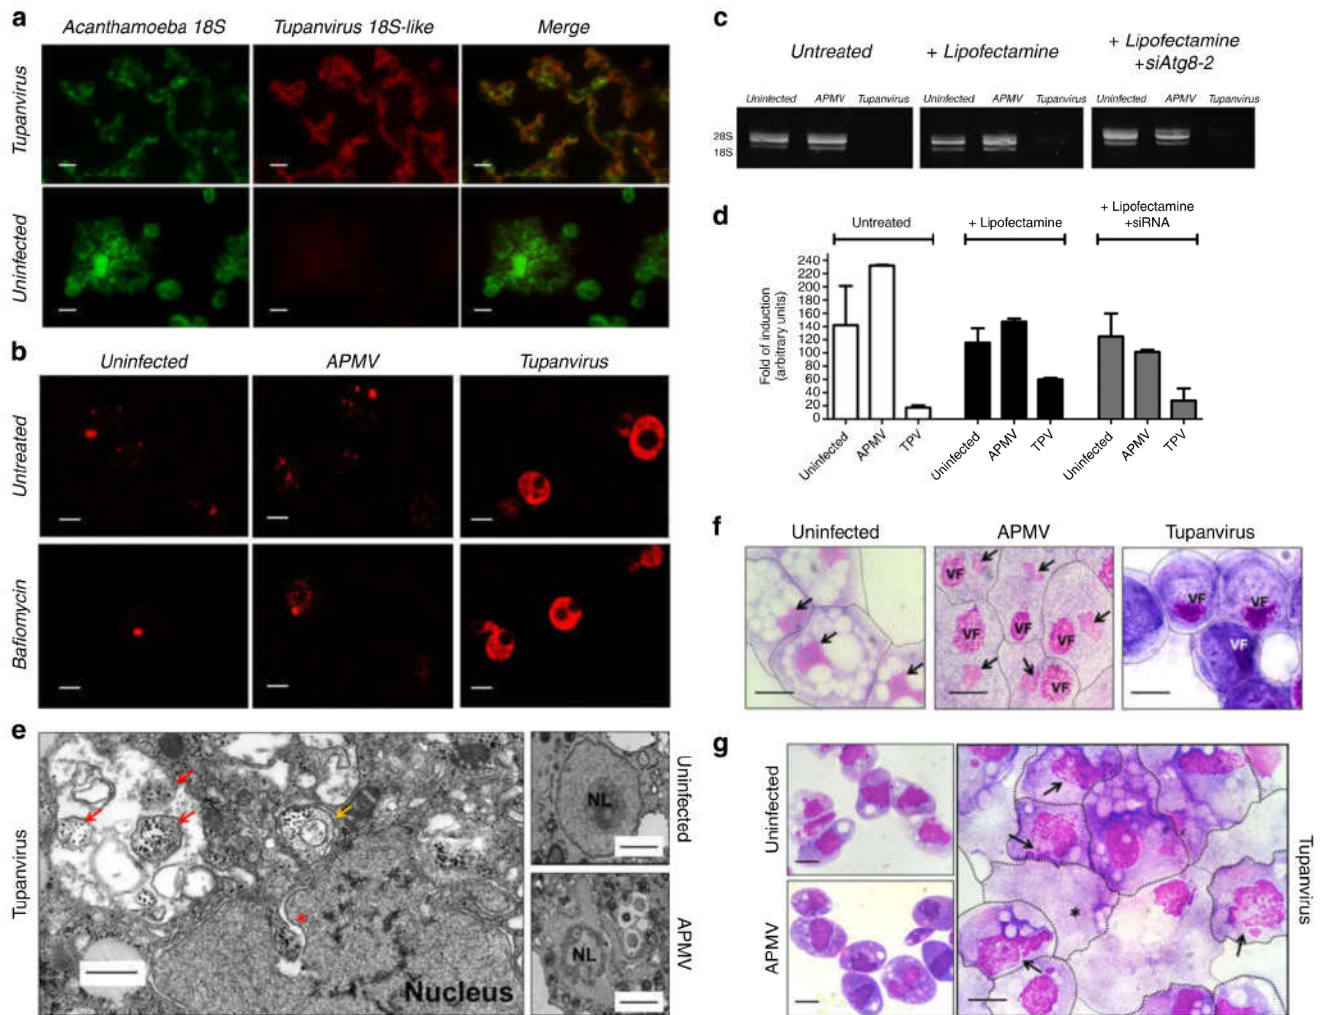 a
Acanthamoeba 18S
Tupanvirus 18S-like
Merge
Tupanvirus
Uninfected
b
Uninfected
APMV
Tupanvirus
Untreated
Bafiomycin
c
Untreated
+ Lipofectamine
+ Lipofectamine
+siAtg8-2
Uninfected
APMV
Tupanvirus
Uninfected
APMV
Tupanvirus
Uninfected
APMV
Tupanvirus
28S
18S
d
Untreated
+ Lipofectamine
+ Lipofectamine
+siRNA
Fold of induction
(arbitrary units)
240
220
200
180
160
140
120
100
80
60
40
20
0
Uninfected
APMV
TPV
Uninfected
APMV
TPV
Uninfected
APMV
TPV
e
Tupanvirus
*
Nucleus
Uninfected
NL
APMV
NL
f
Uninfected
APMV
Tupanvirus
VF
VF
VF
VF
VF
VF
VF
VF
g
Uninfected
APMV
Tupanvirus
*